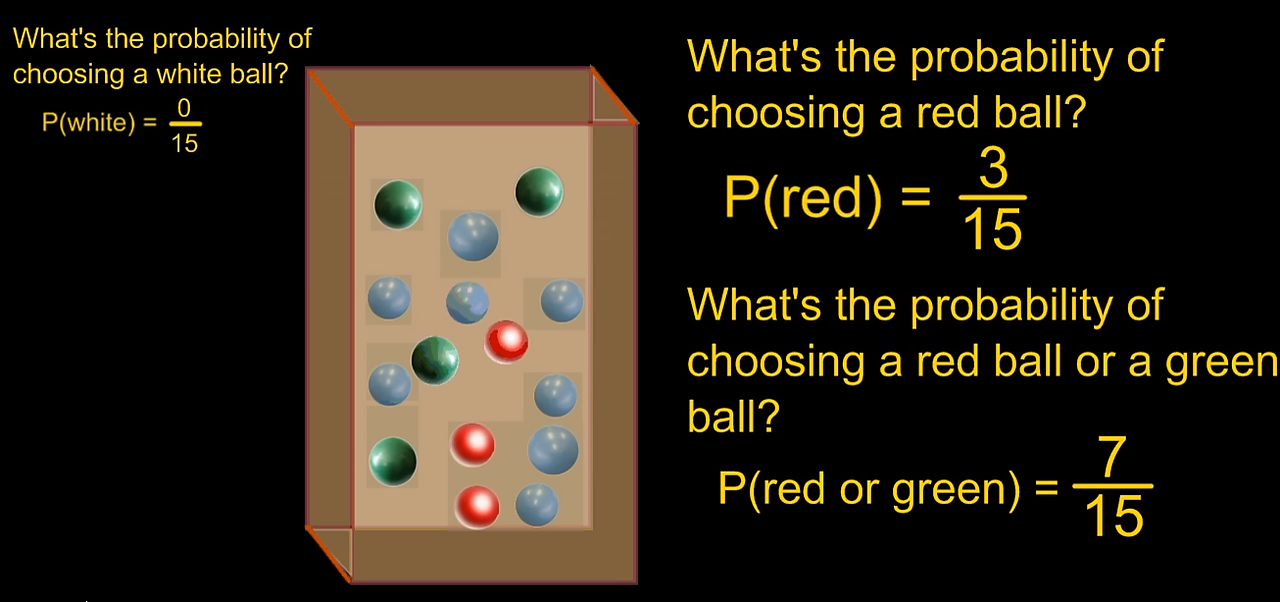 What's the probability of
choosing a white ball?
P(white) = 0/15
What's the probability of
choosing a red ball?
P(red) = 3/15
What's the probability of
choosing a red ball or a green
ball?
P(red or green) = 7/15